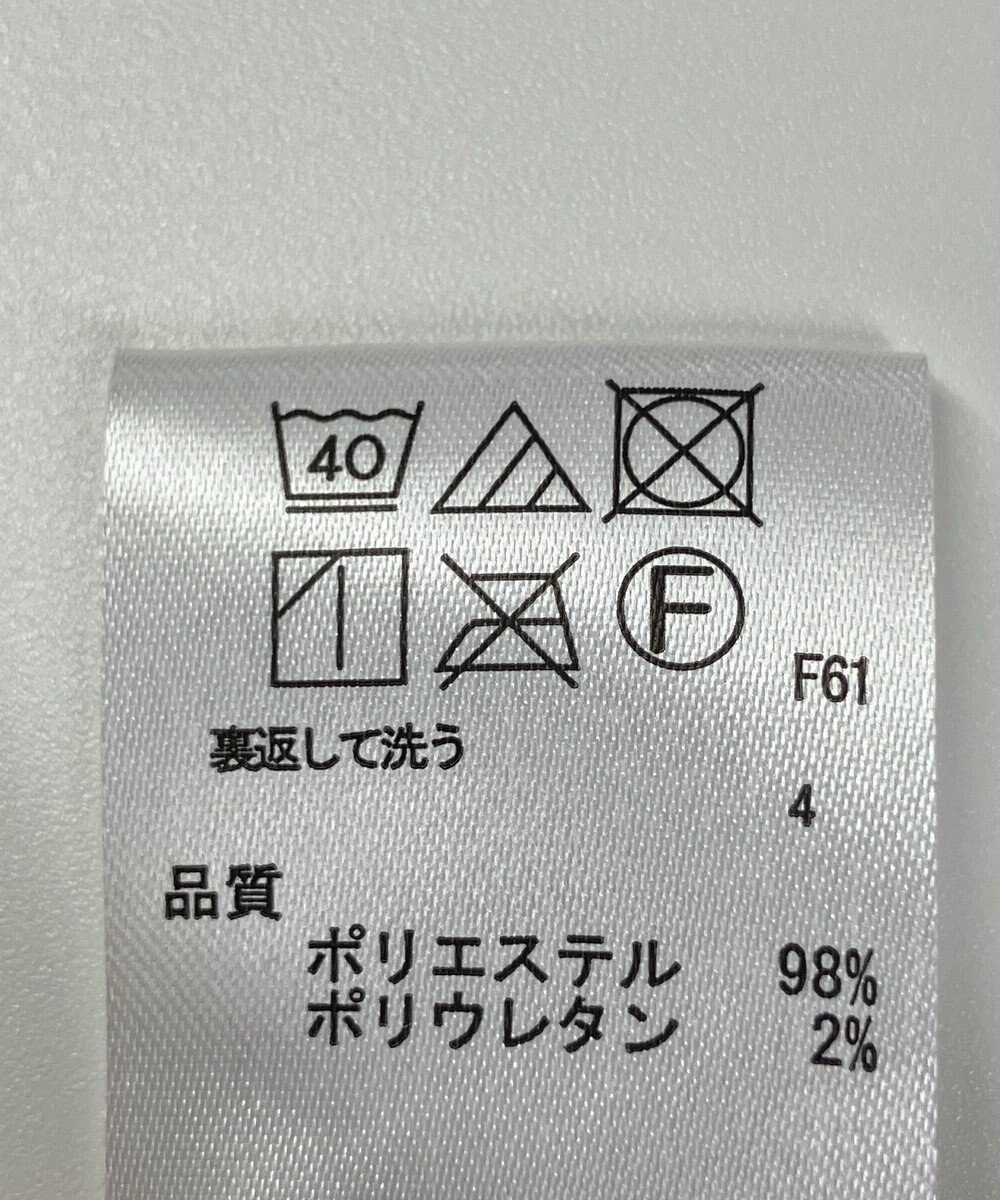 40
F
F61
裏返して洗う
4
品質
ポリエステル 98%
ポリウレタン 2%